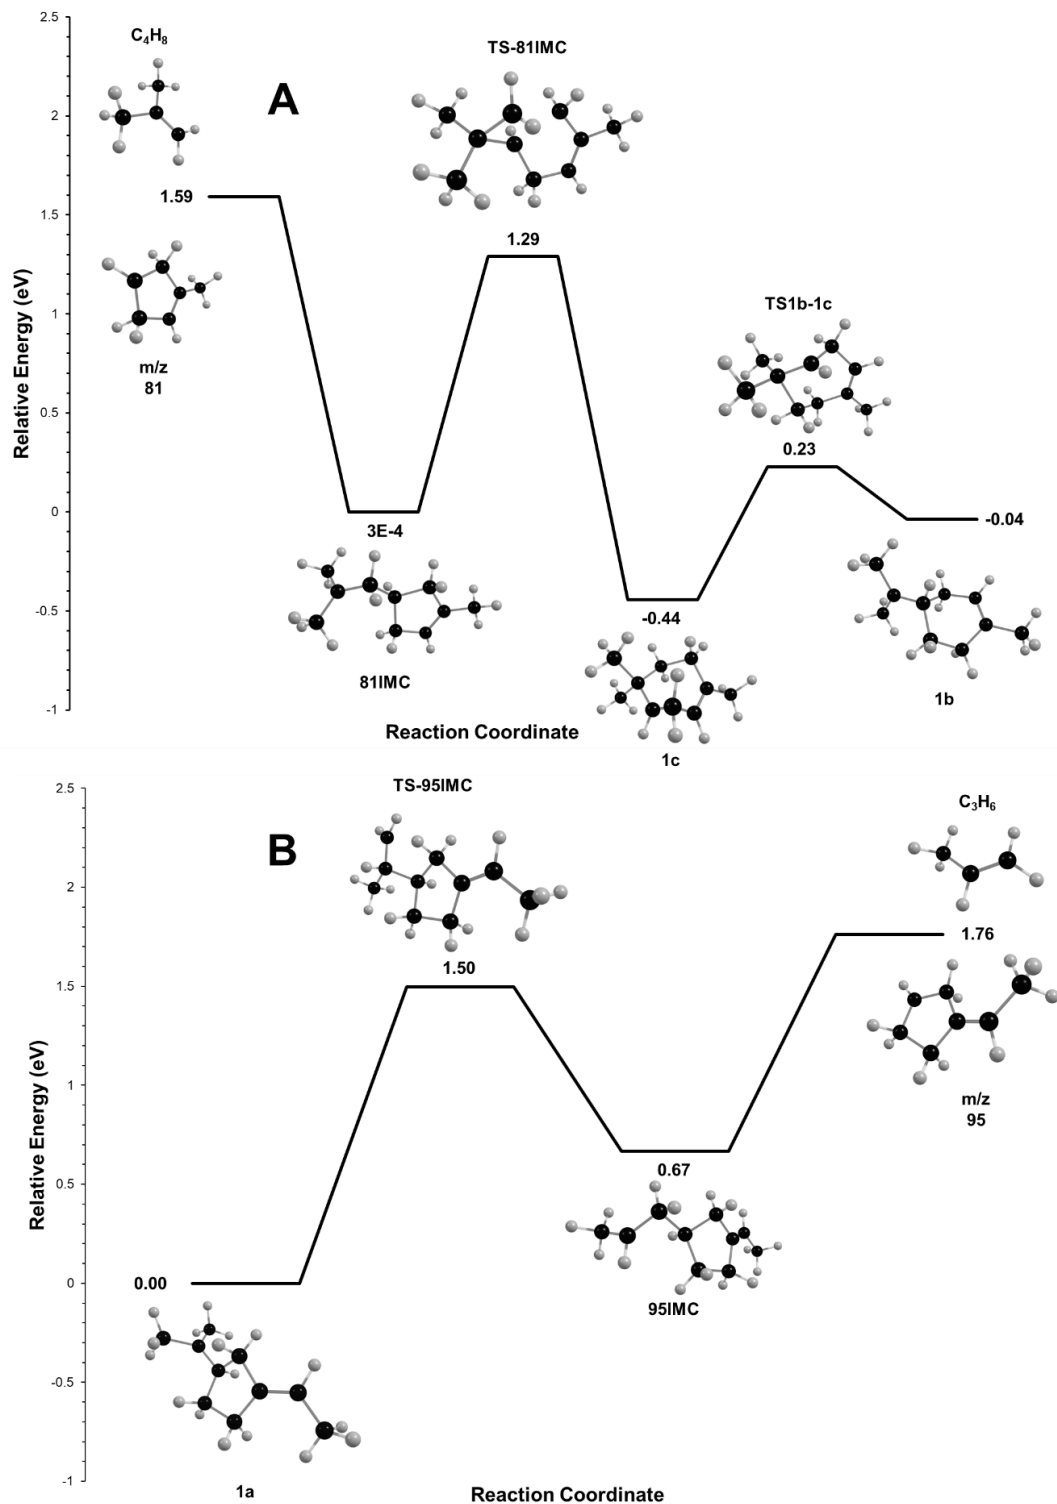 A
Relative Energy (eV)
2.5
2
1.5
1
0.5
0
-0.5
-1
C₄H₈
1.59
m/z
81
3E-4
81IMC
TS-81IMC
1.29
-0.44
1c
TS1b-1c
0.23
-0.04
1b
Reaction Coordinate
B
Relative Energy (eV)
2.5
2
1.5
1
0.5
0
-0.5
-1
0.00
1a
TS-95IMC
1.50
0.67
95IMC
C₃H₆
1.76
m/z
95
Reaction Coordinate